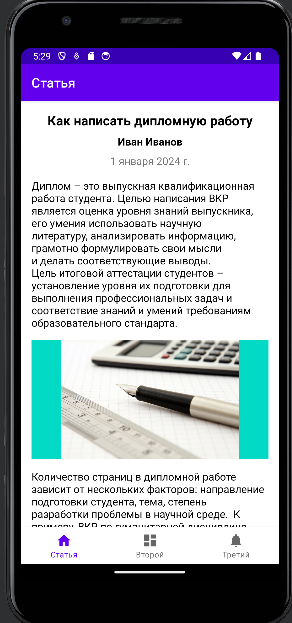 5:29
Статья
Как написать дипломную работу
Иван Иванов
1 января 2024 г.
Диплом – это выпускная квалификационная
работа студента. Целью написания ВКР
является оценка уровня знаний выпускника,
его умения использовать научную
литературу, анализировать информацию,
грамотно формулировать свои мысли
и делать соответствующие выводы.
Цель итоговой аттестации студентов –
установление уровня их подготовки для
выполнения профессиональных задач и
соответствие знаний и умений требованиям
образовательного стандарта.
Количество страниц в дипломной работе
зависит от нескольких факторов: направление
подготовки студента, тема, степень
разработки проблемы в научной среде. К
примеру, ВКР по гуманитарной дисциплине
Статья
Второй
Третий